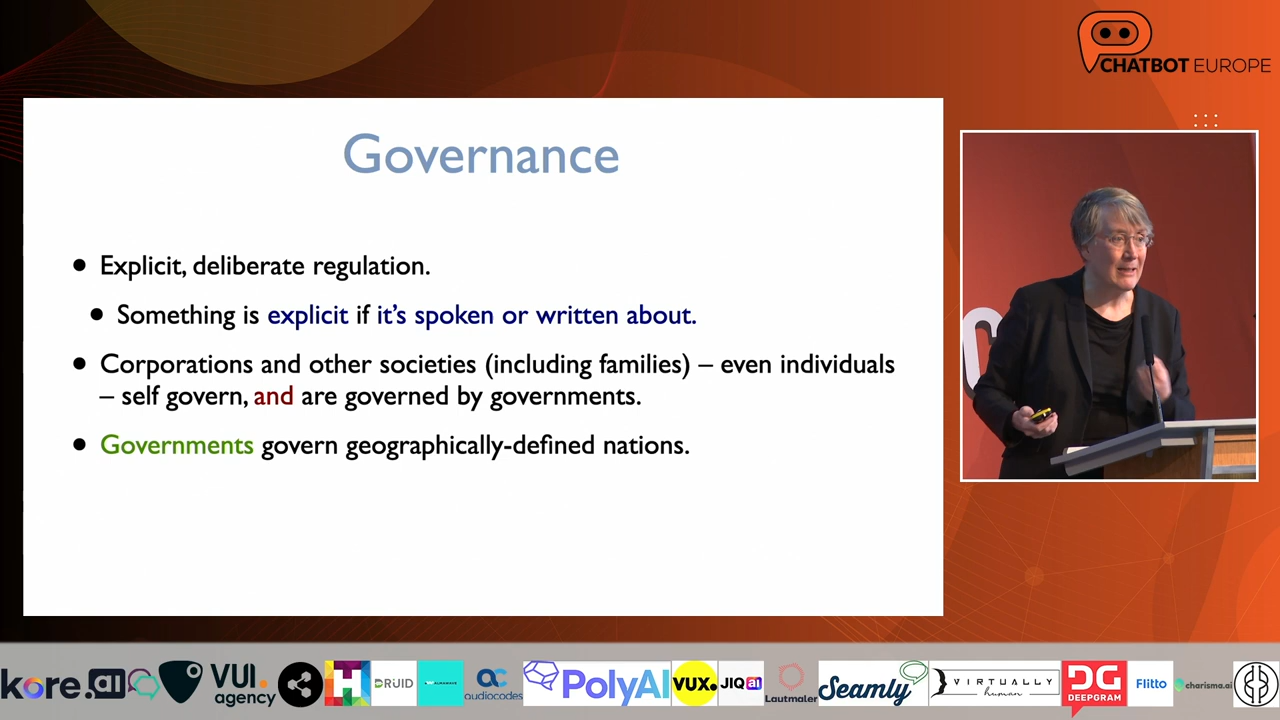 CHATBOT EUROPE
Governance
• Explicit, deliberate regulation.
• Something is explicit if it's spoken or written about.
• Corporations and other societies (including families) – even individuals
– self govern, and are governed by governments.
• Governments govern geographically-defined nations.
kore.ai
VUI.
agency
H
DRUID
ac
audiocodes
PolyAI
VUX.
JIQ ai
Lautmaler
Seamly
VIRTUALLY
human
DG
DEEPGRAM
Flitto
charisma.ai